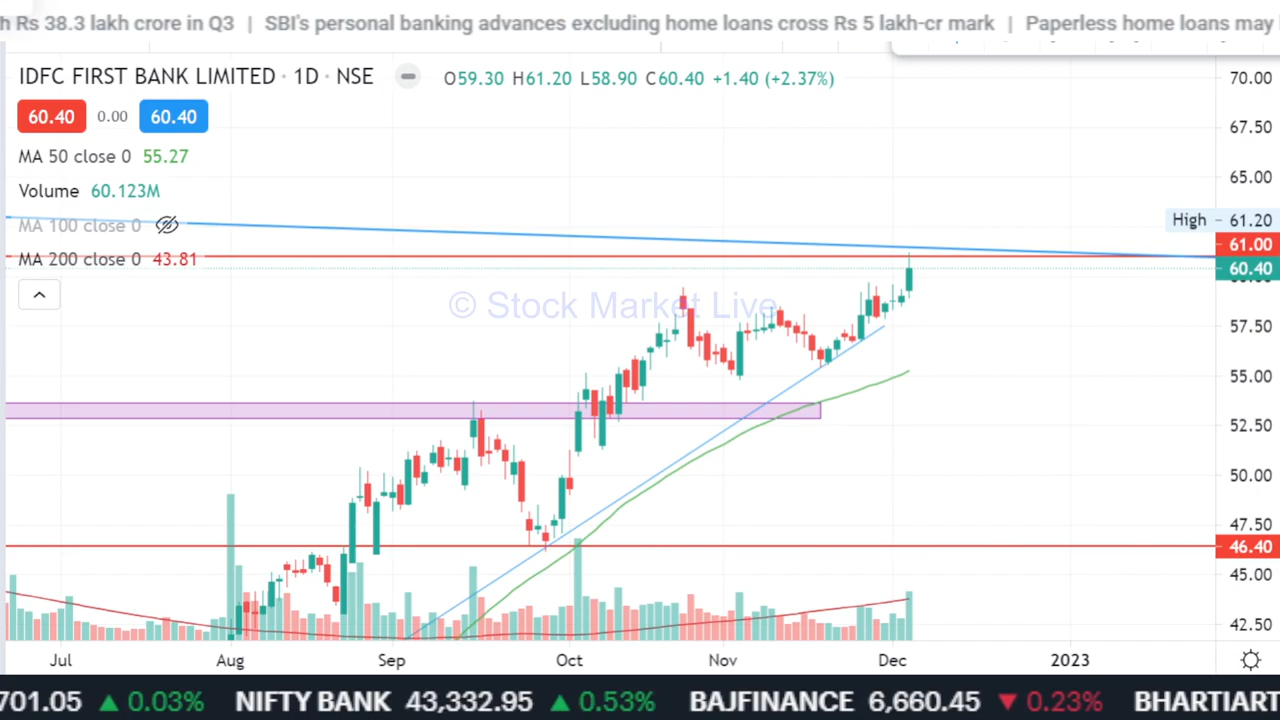 h Rs 38.3 lakh crore in Q3 | SBI's personal banking advances excluding home loans cross Rs 5 lakh-cr mark | Paperless home loans may
IDFC FIRST BANK LIMITED · 1D · NSE O59.30 H61.20 L58.90 C60.40 +1.40 (+2.37%)
60.40 0.00 60.40
MA 50 close 0 55.27
Volume 60.123M
MA 100 close 0
MA 200 close 0 43.81
© Stock Market Live
70.00
67.50
65.00
High 61.20
61.00
60.40
57.50
55.00
52.50
50.00
47.50
46.40
45.00
42.50
Jul Aug Sep Oct Nov Dec 2023
701.05 ▲ 0.03% NIFTY BANK 43,332.95 ▲ 0.53% BAJFINANCE 6,660.45 ▼ 0.23% BHARTIART